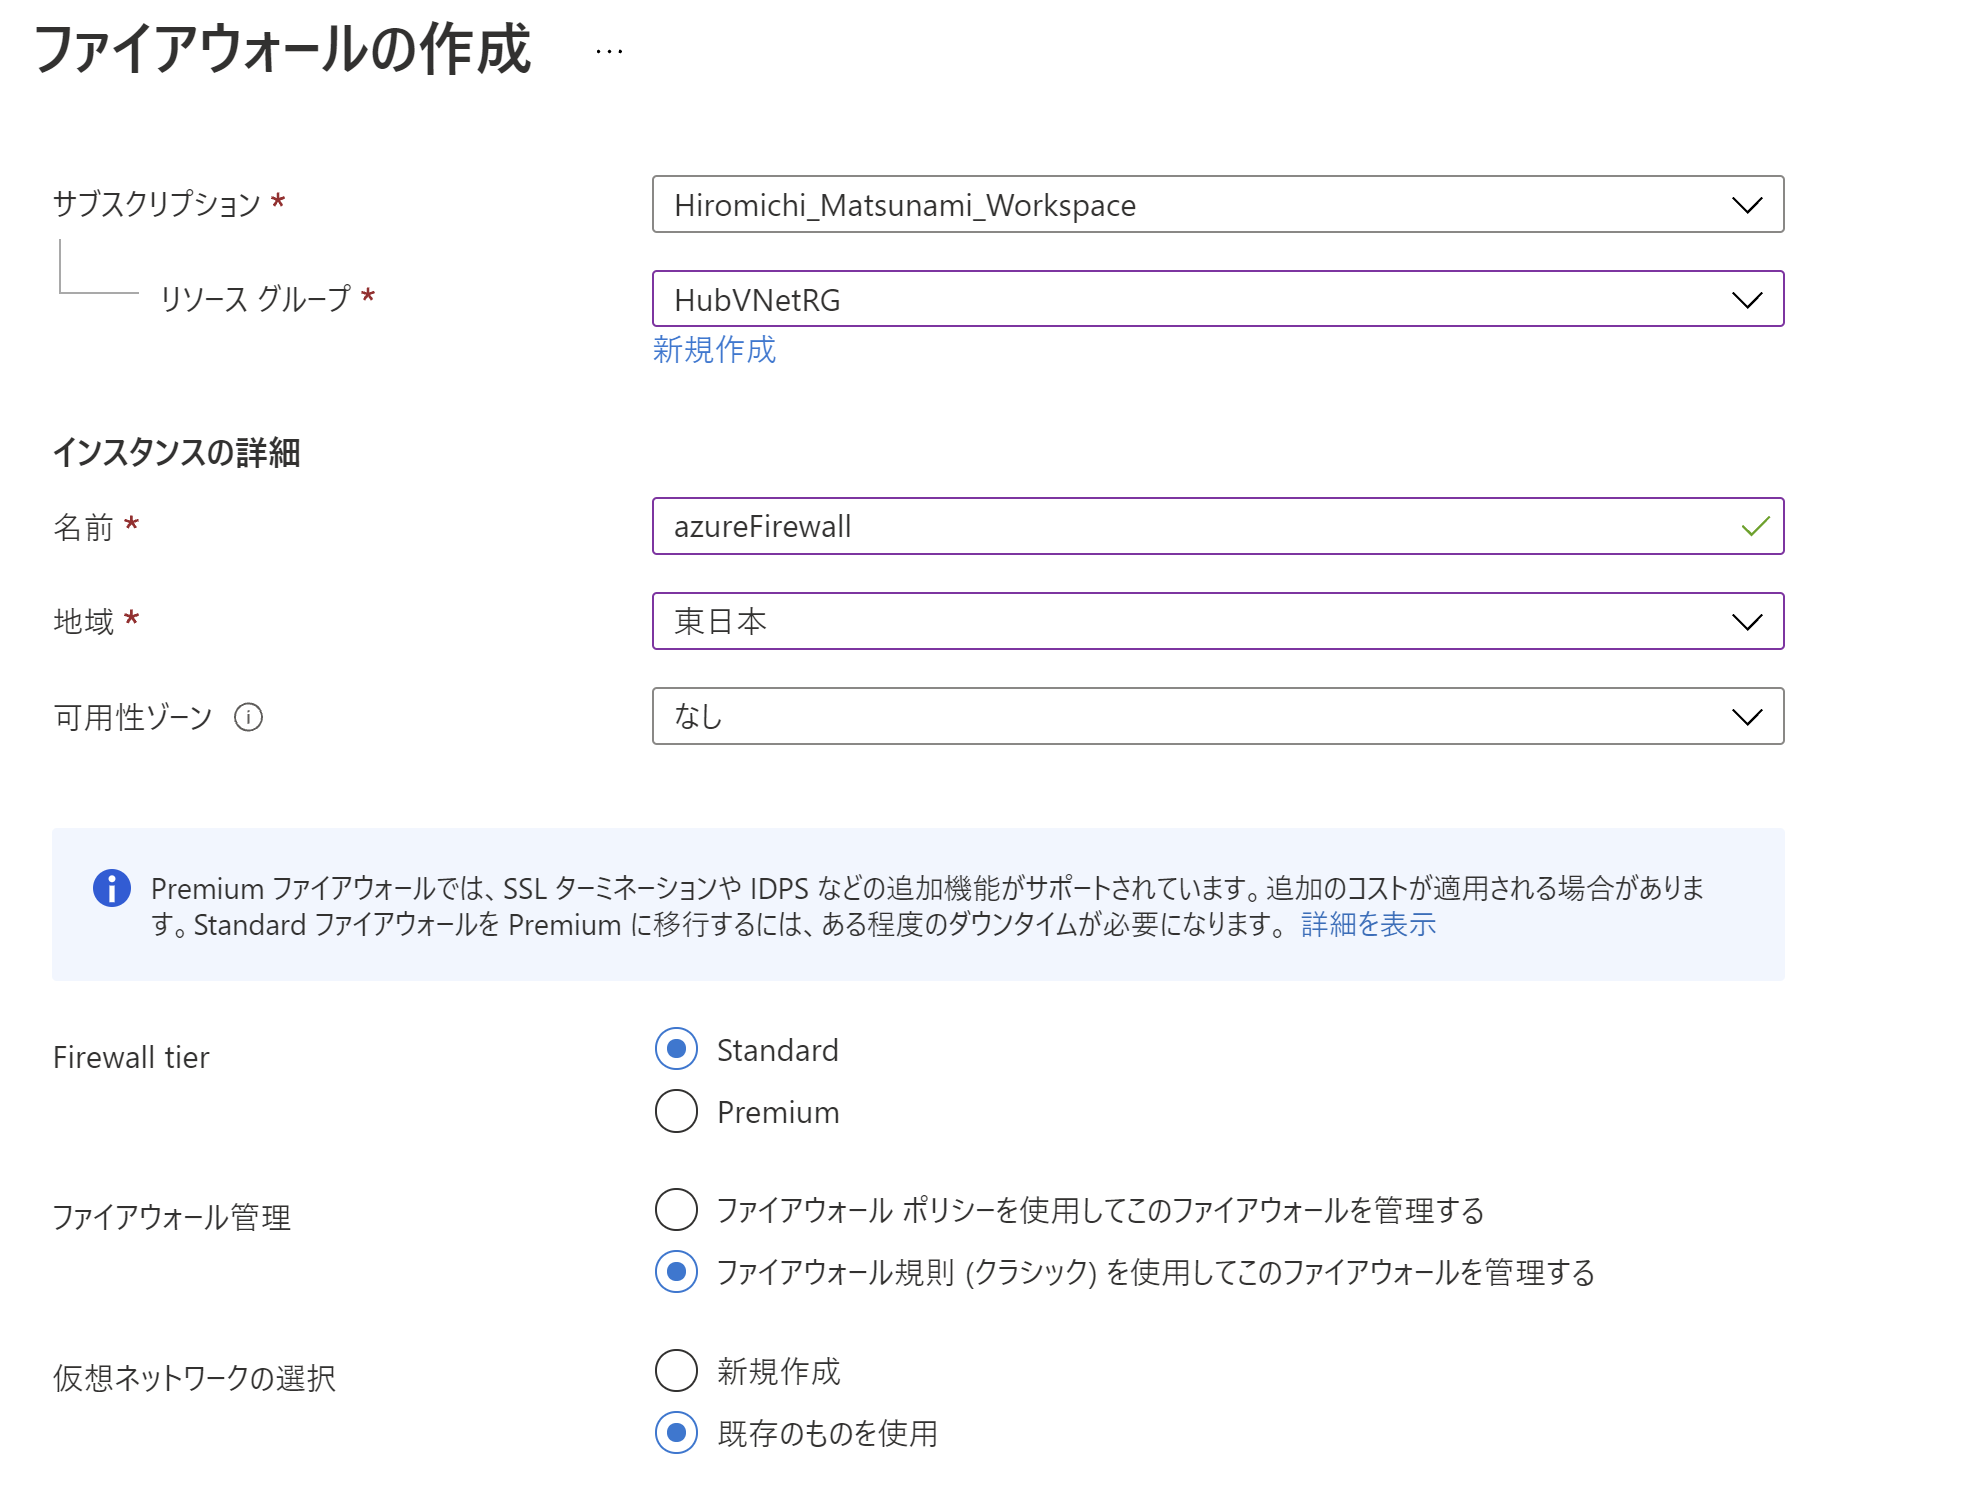 ファイアウォールの作成 …
サブスクリプション * Hiromichi_Matsunami_Workspace
リソース グループ * HubVNetRG
新規作成
インスタンスの詳細
名前 * azureFirewall
地域 * 東日本
可用性ゾーン なし
Premium ファイアウォールでは、SSL ターミネーションや IDPS などの追加機能がサポートされています。追加のコストが適用される場合がありま
す。Standard ファイアウォールを Premium に移行するには、ある程度のダウンタイムが必要になります。 詳細を表示
Firewall tier Standard
Premium
ファイアウォール管理 ファイアウォール ポリシーを使用してこのファイアウォールを管理する
ファイアウォール規則 (クラシック) を使用してこのファイアウォールを管理する
仮想ネットワークの選択 新規作成
既存のものを使用